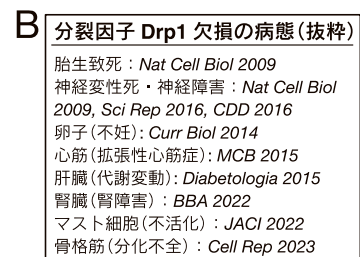 B
分裂因子 Drp1 欠損の病態(抜粋)
胎生致死:Nat Cell Biol 2009
神経変性死・神経障害:Nat Cell Biol
2009, Sci Rep 2016, CDD 2016
卵子(不妊): Curr Biol 2014
心筋(拡張性心筋症): MCB 2015
肝臓(代謝変動): Diabetologia 2015
腎臓(腎障害):BBA 2022
マスト細胞(不活化):JACI 2022
骨格筋(分化不全):Cell Rep 2023